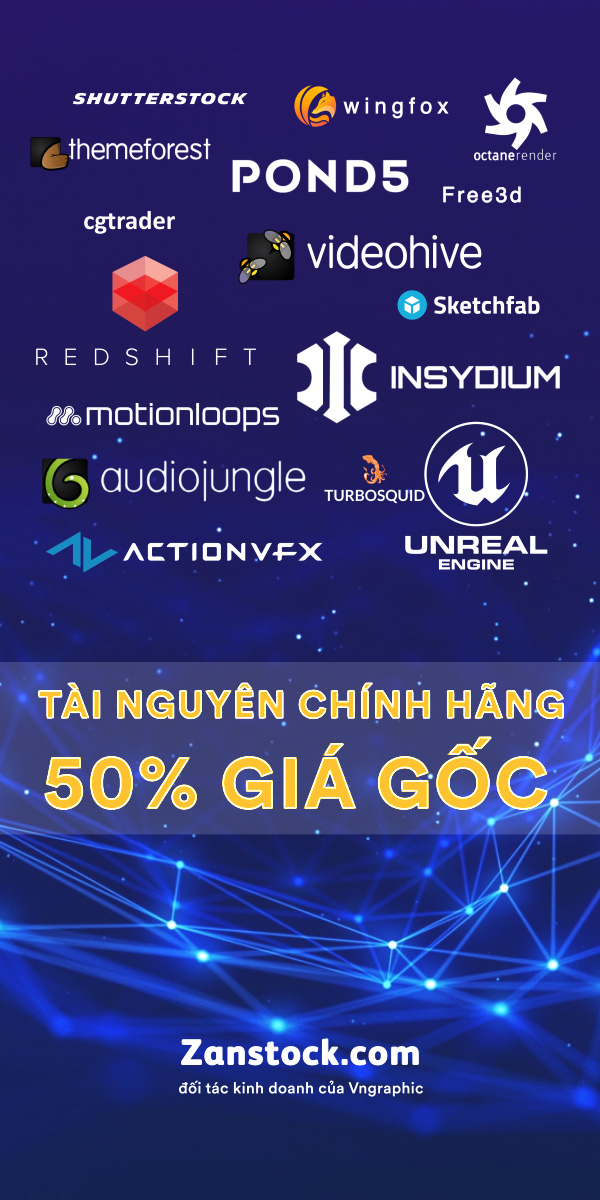 SHUTTERSTOCK
wingfox
octanerender
themeforest
POND5
Free3d
cgtrader
videohive
Sketchfab
REDSHIFT
INSYDIUM
motionloops
audiojungle
TURBOSQUID
UNREAL
ENGINE
ACTIONVFX
TÀI NGUYÊN CHÍNH HÃNG
50% GIÁ GỐC
Zanstock.com
đối tác kinh doanh của Vngraphic